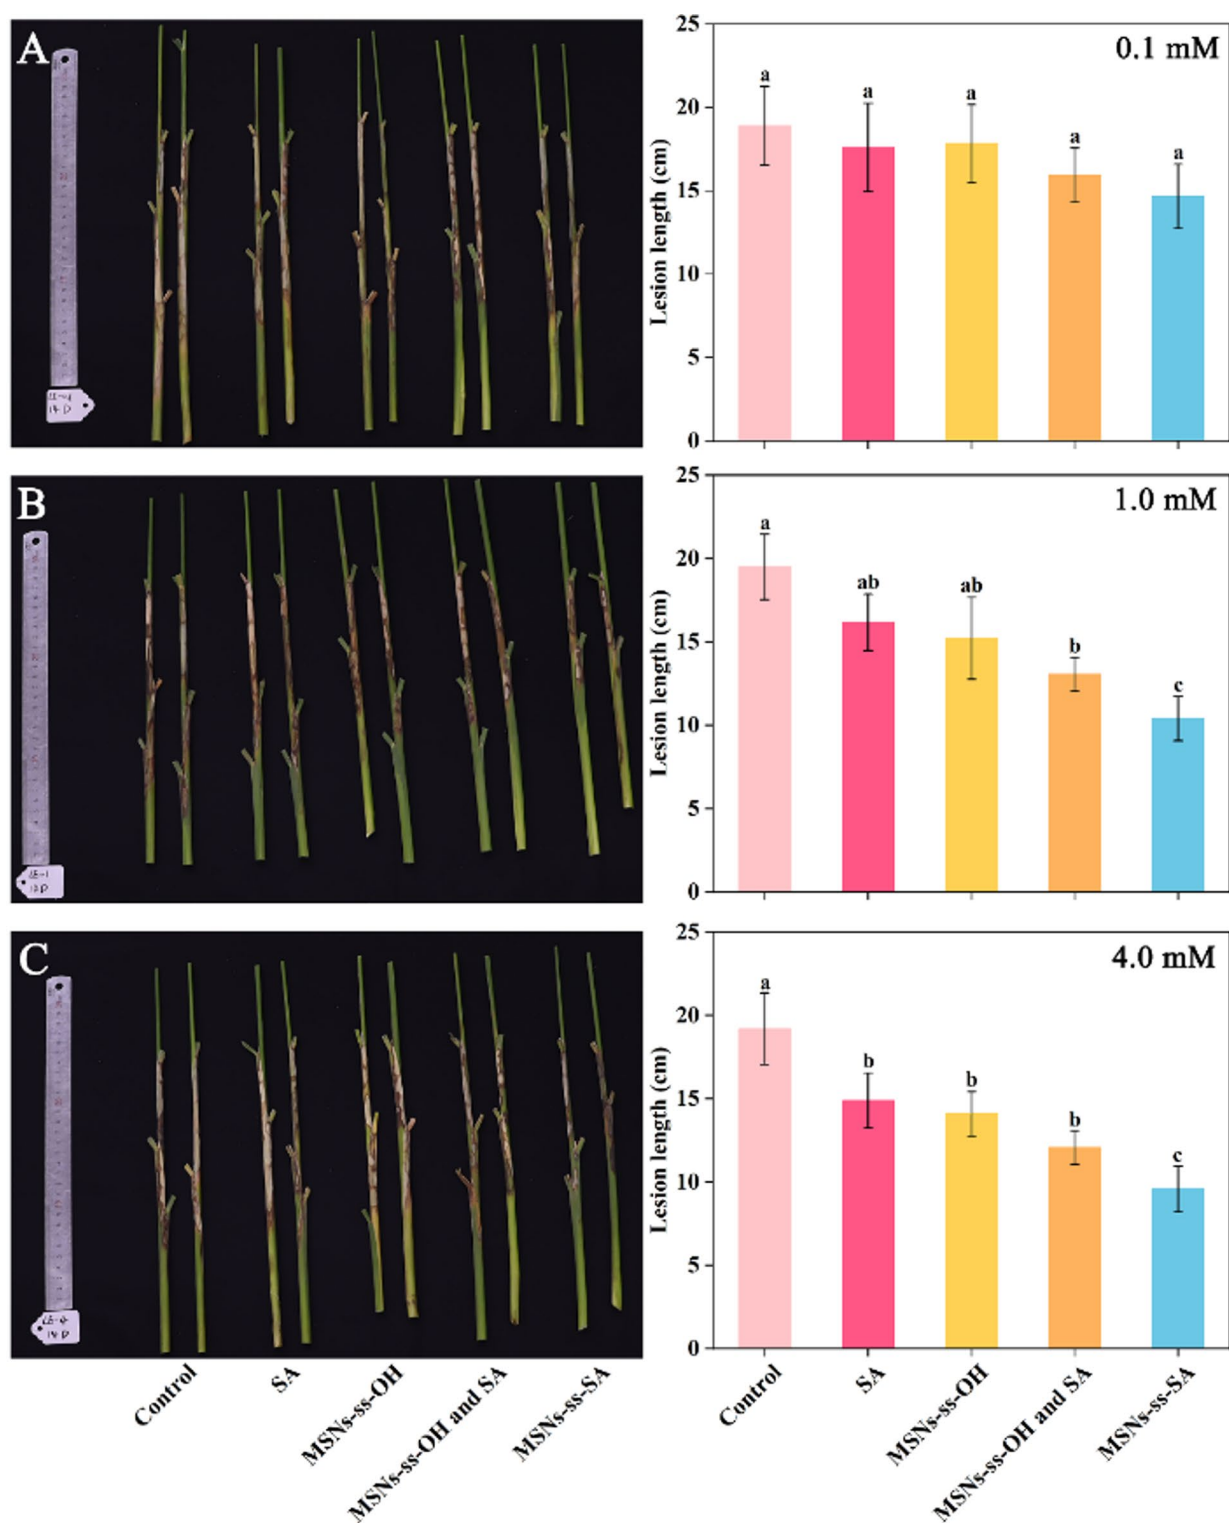 A
0.1 mM
25
20
15
10
5
0
Lesion length (cm)
a
a
a
a
a
14 D
B
1.0 mM
25
20
15
10
5
0
Lesion length (cm)
a
ab
ab
b
c
C
4.0 mM
25
20
15
10
5
0
Lesion length (cm)
a
b
b
b
c
14 D
Control
SA
MSNs-ss-OH
MSNs-ss-OH and SA
MSNs-ss-SA
Control
SA
MSNs-ss-OH
MSNs-ss-OH and SA
MSNs-ss-SA